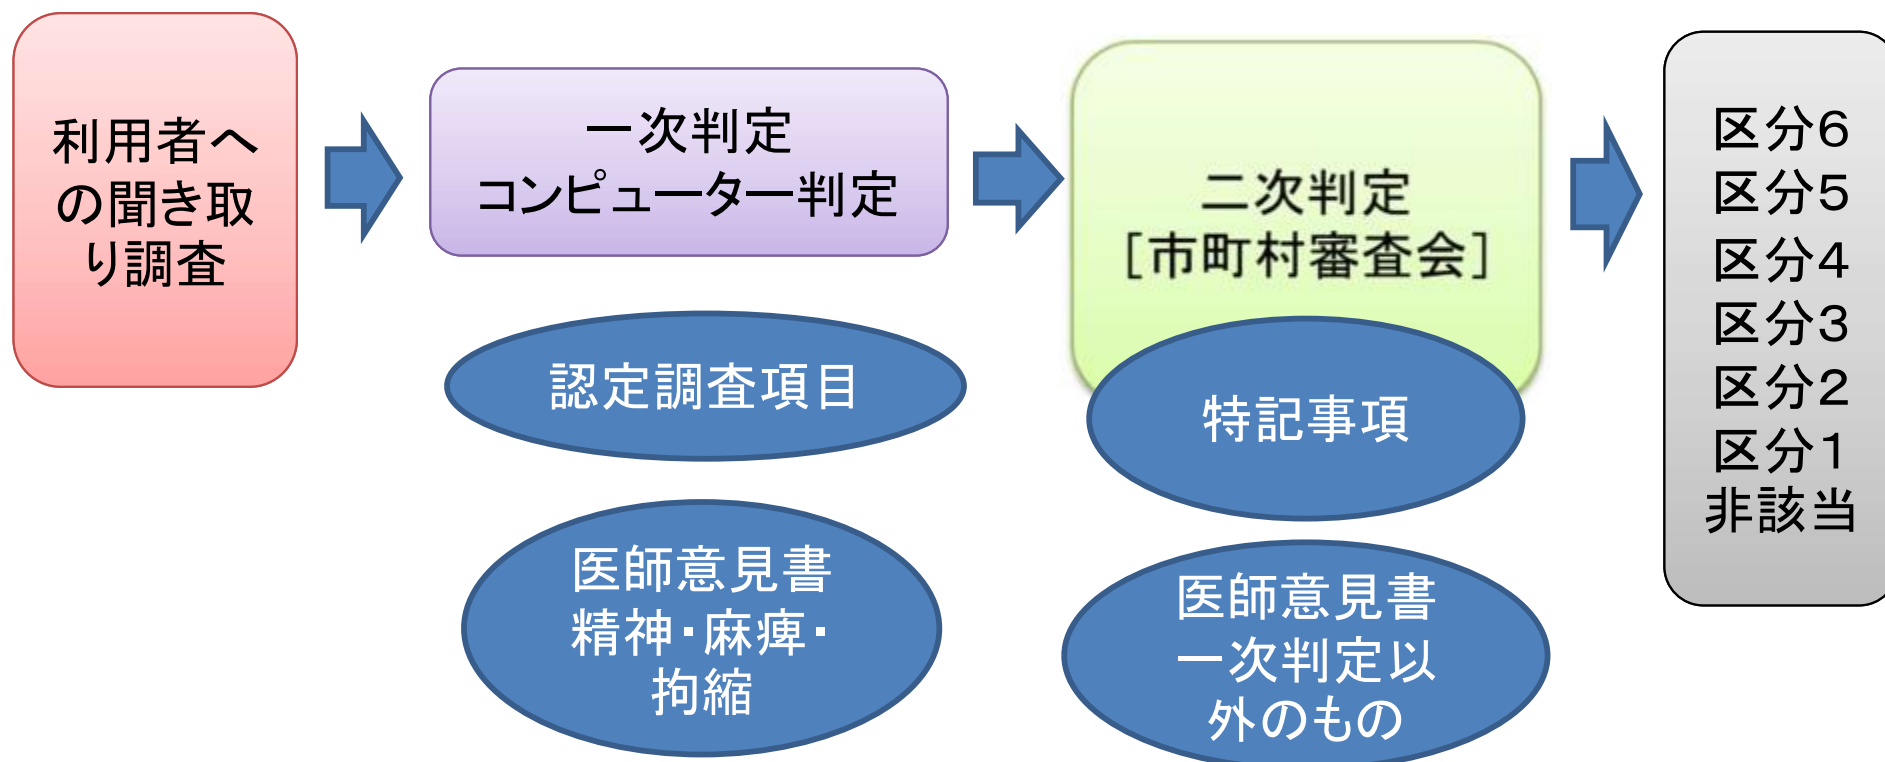 利用者へ
の聞き取
り調査
一次判定
コンピューター判定
認定調査項目
医師意見書
精神・麻痺・
拘縮
二次判定
[市町村審査会]
特記事項
医師意見書
一次判定以
外のもの
区分6
区分5
区分4
区分3
区分2
区分1
非該当